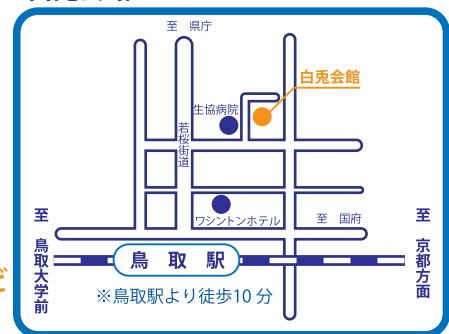 至 県庁
白兎会館
生協病院
若桜街道
ワシントンホテル
至 国府
至 鳥取大学前
至 京都方面
鳥取駅
※鳥取駅より徒歩10分